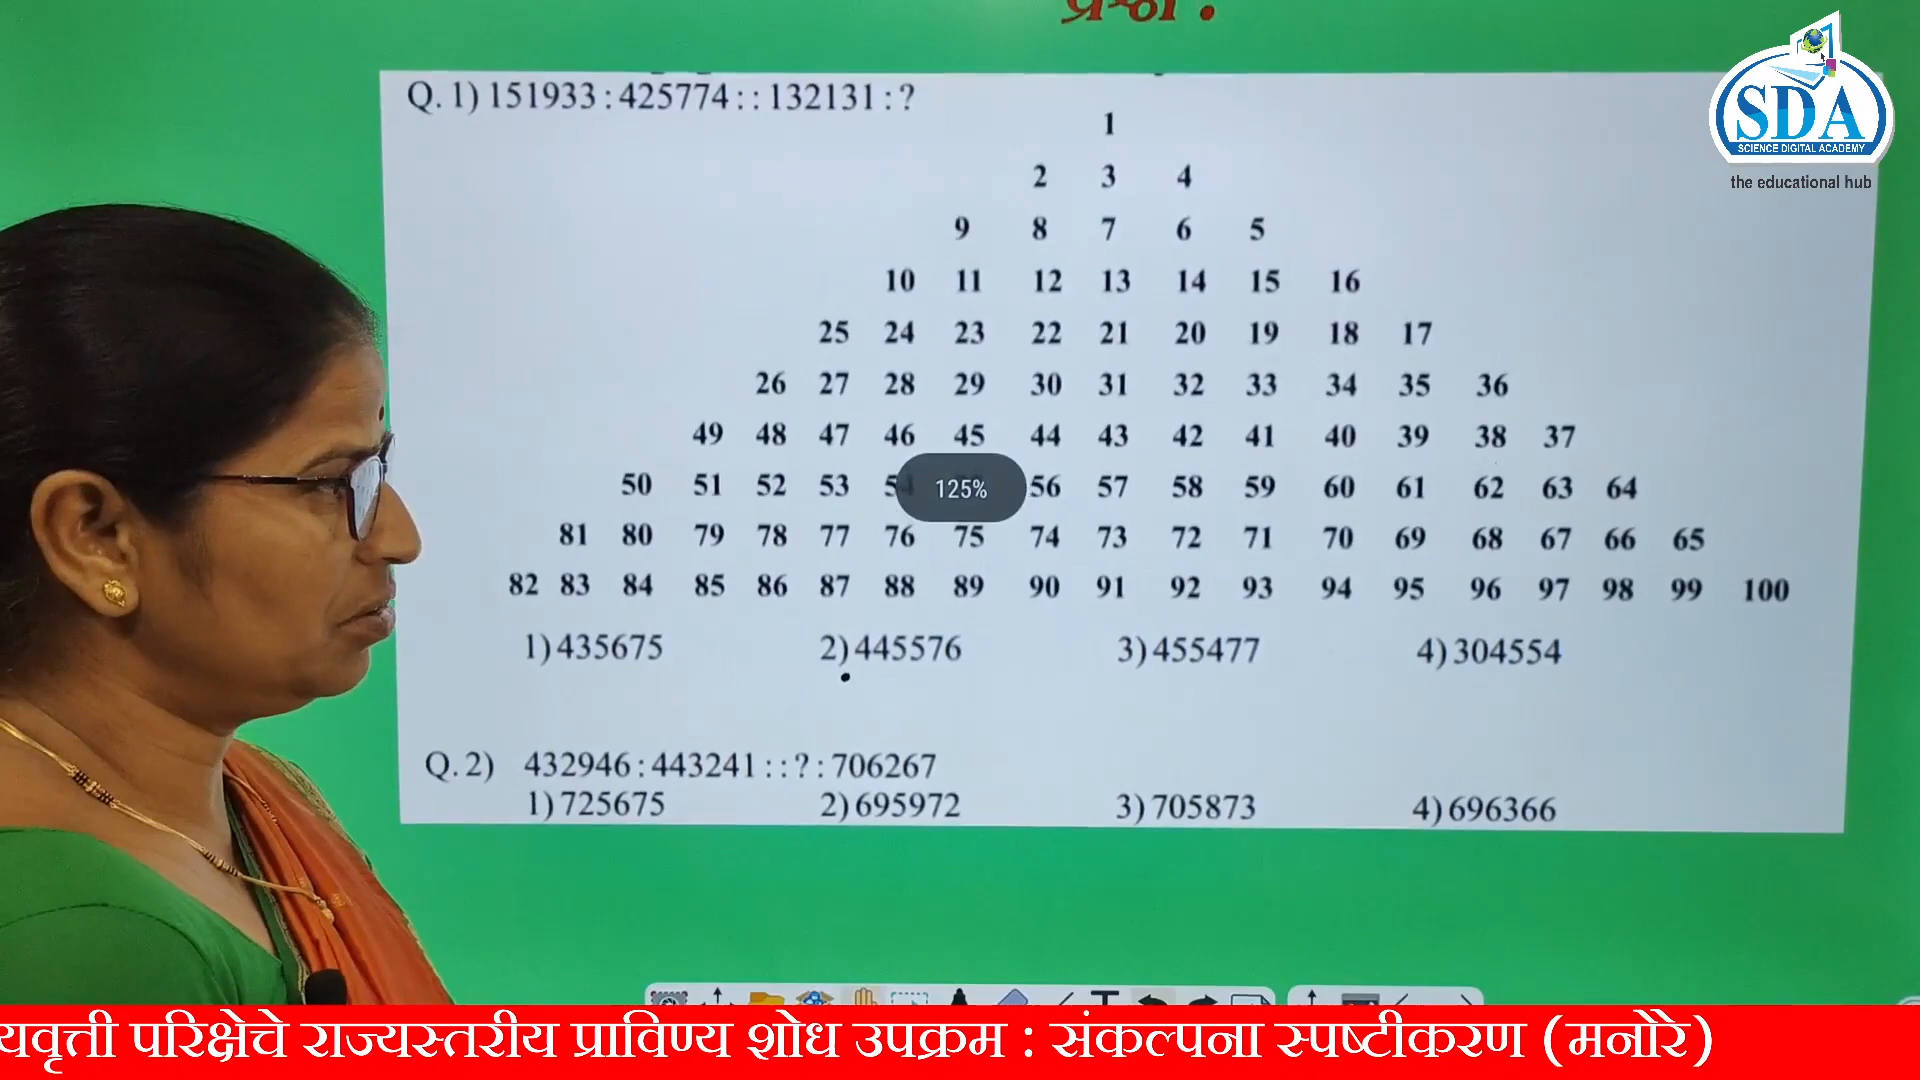 प्रश्न :
SDA
SCIENCE DIGITAL ACADEMY
the educational hub
Q. 1) 151933 : 425774 : : 132131 : ?
1
2 3 4
9 8 7 6 5
10 11 12 13 14 15 16
25 24 23 22 21 20 19 18 17
26 27 28 29 30 31 32 33 34 35 36
49 48 47 46 45 44 43 42 41 40 39 38 37
50 51 52 53 56 57 58 59 60 61 62 63 64
125%
81 80 79 78 77 76 75 74 73 72 71 70 69 68 67 66 65
82 83 84 85 86 87 88 89 90 91 92 93 94 95 96 97 98 99 100
1) 435675 2) 445576 3) 455477 4) 304554
Q. 2) 432946 : 443241 : : ? : 706267
1) 725675 2) 695972 3) 705873 4) 696366
यवृत्ती परिक्षेचे राज्यस्तरीय प्राविण्य शोध उपक्रम : संकल्पना स्पष्टीकरण (मनोरे)